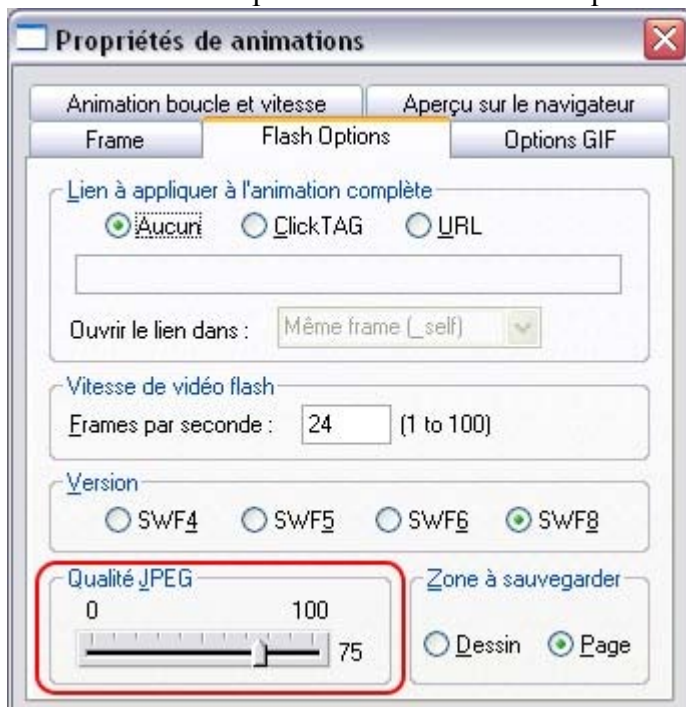 Propriétés de animations
Animation boucle et vitesse Aperçu sur le navigateur
Frame Flash Options Options GIF
Lien à appliquer à l'animation complète
Aucun ClickTAG URL
Ouvrir le lien dans : Même frame (_self)
Vitesse de vidéo flash
Frames par seconde : 24 (1 to 100)
Version
SWF4 SWF5 SWF6 SWF8
Qualité JPEG Zone à sauvegarder
0 100
75 Dessin Page